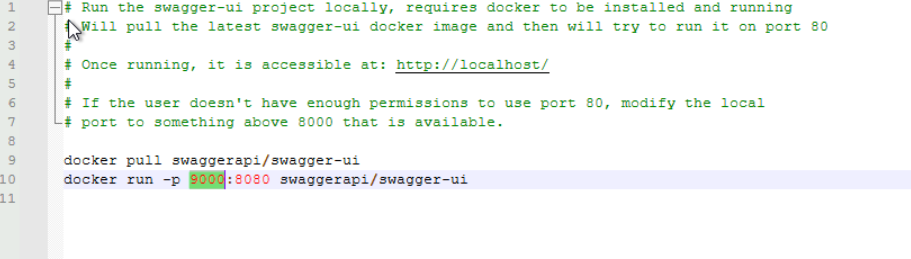 1 # Run the swagger-ui project locally, requires docker to be installed and running
2 # Will pull the latest swagger-ui docker image and then will try to run it on port 80
3 #
4 # Once running, it is accessible at: http://localhost/
5 #
6 # If the user doesn't have enough permissions to use port 80, modify the local
7 # port to something above 8000 that is available.
8
9 docker pull swaggerapi/swagger-ui
10 docker run -p 9000:8080 swaggerapi/swagger-ui
11